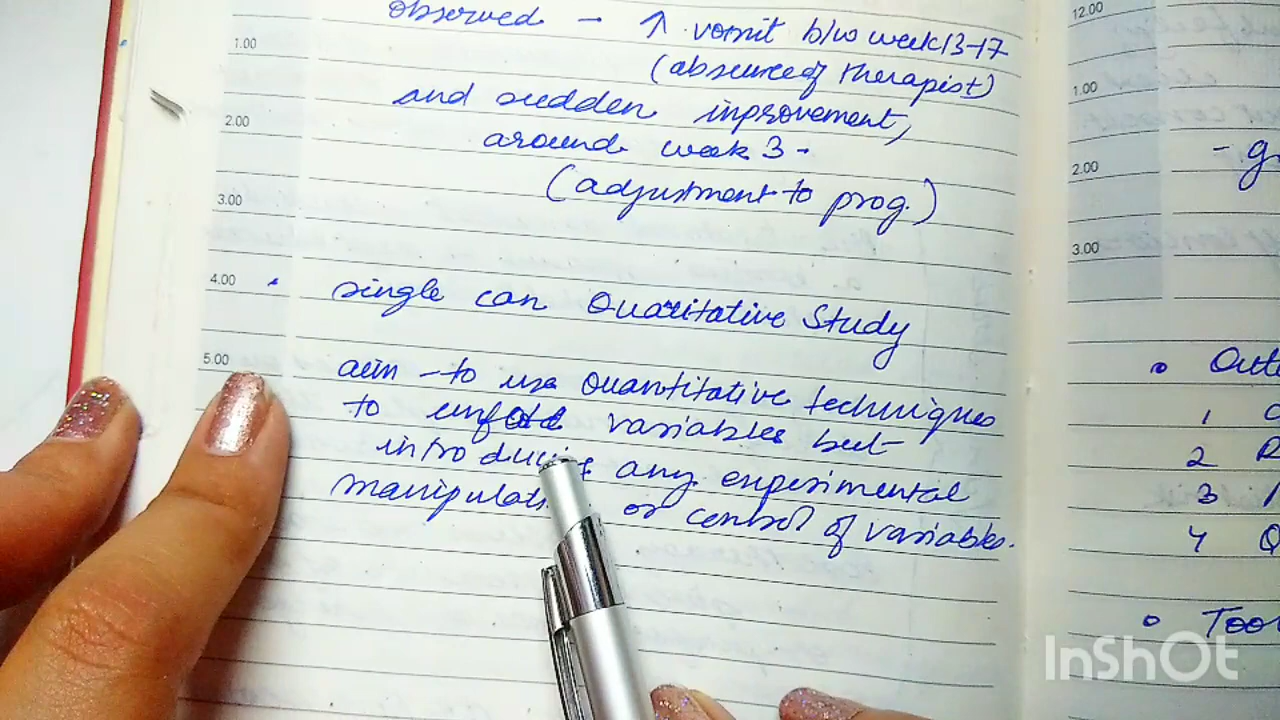 observed - ↑ vomit b/w week 13-17
(absence of therapist)
and sudden improvement,
around week 3 -
(adjustment to prog.)
single case Quantitative Study
aim - to use Quantitative techniques
to unfold variables but
introducing any experimental
manipulat or control of variables.
1.00
2.00
3.00
4.00
5.00
12.00
1.00
2.00
- g
3.00
Outc
1
2 R
3
4 Q
Tool
InShOt